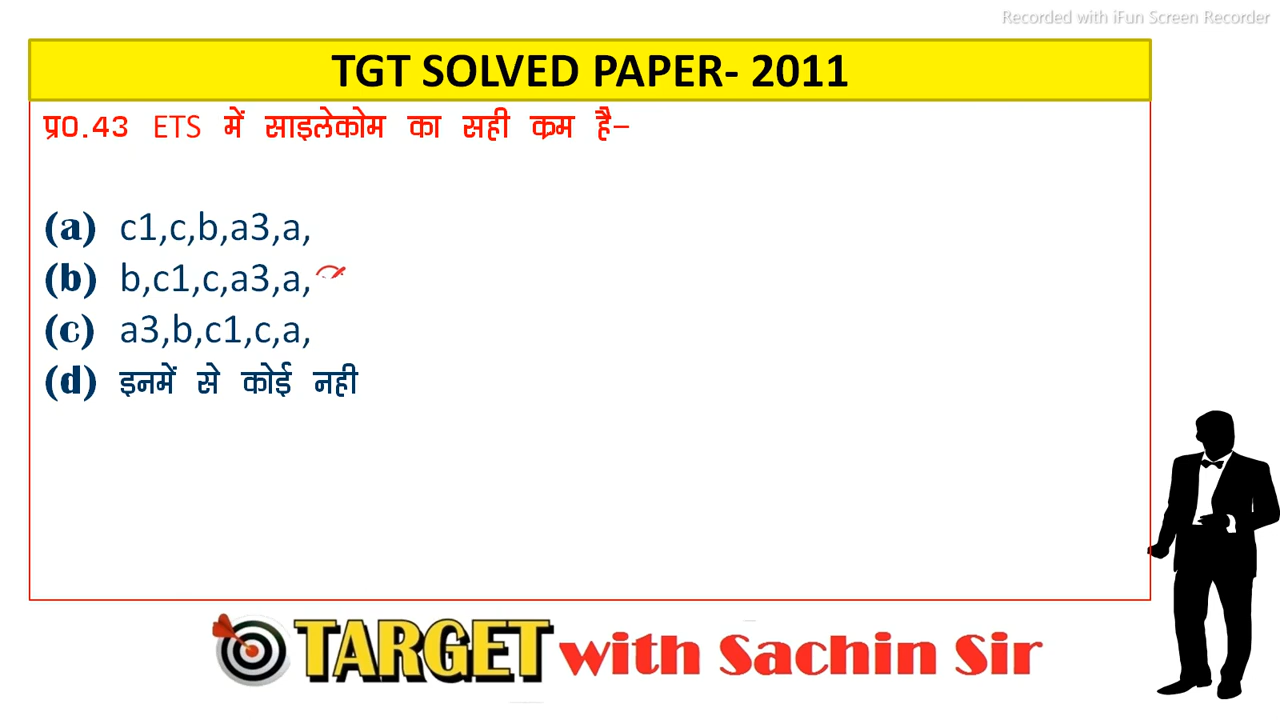 Recorded with iFun Screen Recorder
TGT SOLVED PAPER- 2011
प्र0.43 ETS में साइलेकोम का सही क्रम है–
(a) c1,c,b,a3,a,
(b) b,c1,c,a3,a,
(c) a3,b,c1,c,a,
(d) इनमें से कोई नही
TARGET with Sachin Sir